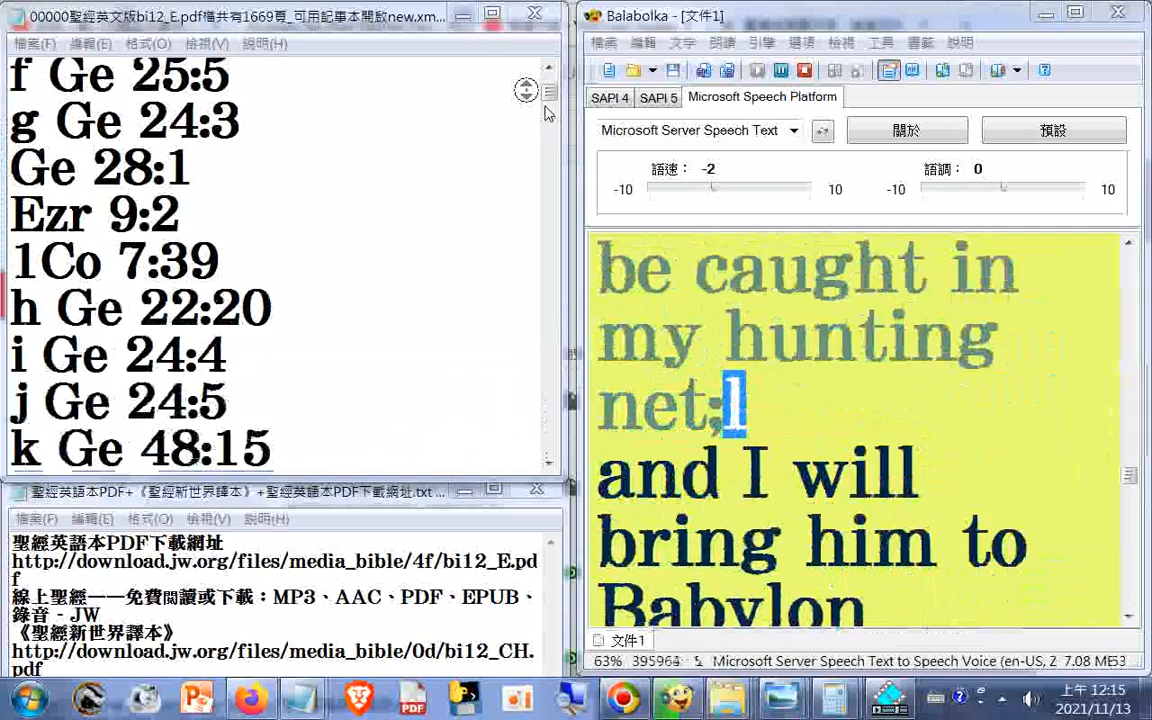 00000聖經英文版bi12_E.pdf檔共有1669頁_可用記事本開啟new.xm...
檔案(F) 編輯(E) 格式(O) 檢視(V) 說明(H)
f Ge 25:5
g Ge 24:3
Ge 28:1
Ezr 9:2
1Co 7:39
h Ge 22:20
i Ge 24:4
j Ge 24:5
k Ge 48:15
聖經英語本PDF+《聖經新世界譯本》+聖經英語本PDF下載網址.txt ...
檔案(F) 編輯(E) 格式(O) 檢視(V) 說明(H)
聖經英語本PDF下載網址
http://download.jw.org/files/media_bible/4f/bi12_E.pd
f
線上聖經——免費閱讀或下載：MP3、AAC、PDF、EPUB、
錄音 - JW
《聖經新世界譯本》
http://download.jw.org/files/media_bible/0d/bi12_CH.
pdf
Balabolka - [文件1]
檔案 編輯 文字 朗讀 引擎 選項 檢視 工具 書籤 說明
SAPI 4 SAPI 5 Microsoft Speech Platform
Microsoft Server Speech Text 關於 預設
語速： -2 語調： 0
-10 10 -10 10
be caught in
my hunting
net;l
and I will
bring him to
Babylon
文件1
63% 395964 Microsoft Server Speech Text to Speech Voice (en-US, Z 7.08 ME53
上午 12:15
2021/11/13